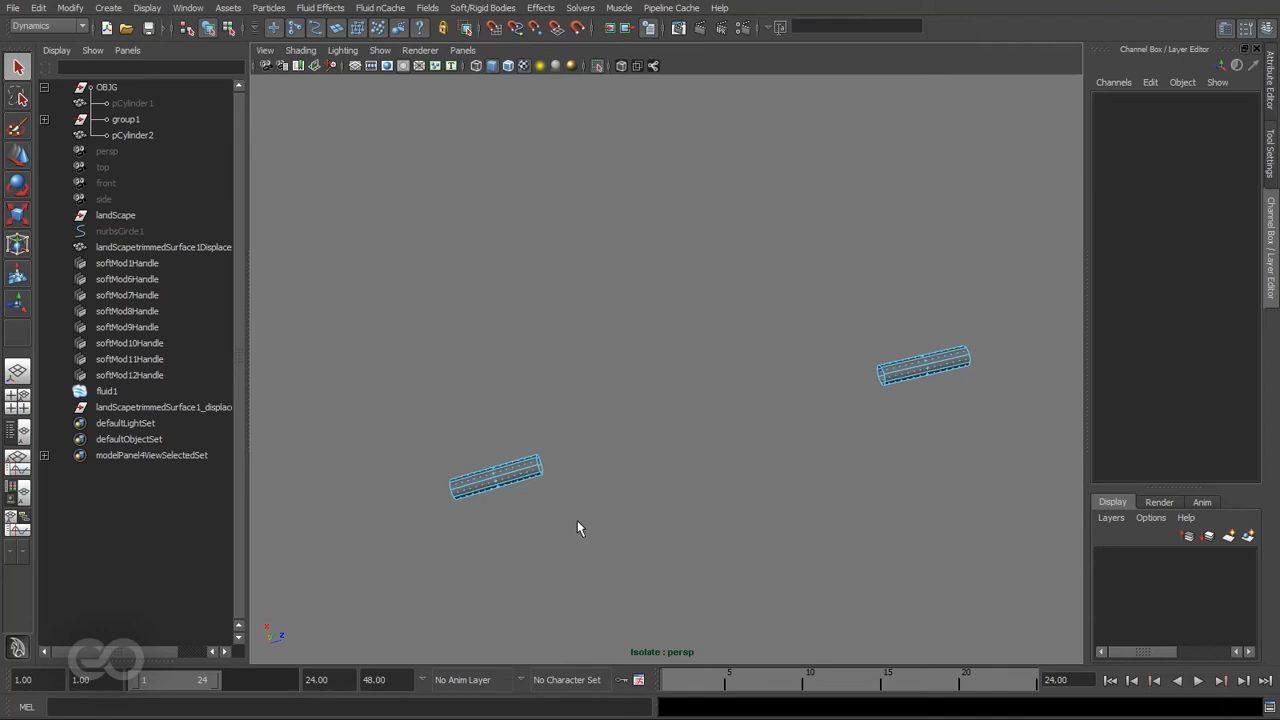 File Edit Modify Create Display Window Assets Particles Fluid Effects Fluid nCache Fields Soft/Rigid Bodies Effects Solvers Muscle Pipeline Cache Help
Dynamics
Display Show Panels
View Shading Lighting Show Renderer Panels
Channel Box / Layer Editor
Channels Edit Object Show
OBJG
pCylinder1
group1
pCylinder2
persp
top
front
side
landScape
nurbsCircle1
landScapetrimmedSurface1Displace
softMod1Handle
softMod6Handle
softMod7Handle
softMod8Handle
softMod9Handle
softMod10Handle
softMod11Handle
softMod12Handle
fluid1
landScapetrimmedSurface1_displac
defaultLightSet
defaultObjectSet
modelPanel4ViewSelectedSet
Attribute Editor
Tool Settings
Channel Box / Layer Editor
Display Render Anim
Layers Options Help
x y z
Isolate : persp
1.00 1.00 1 24 24.00 48.00 No Anim Layer No Character Set 5 10 15 20 24.00
MEL